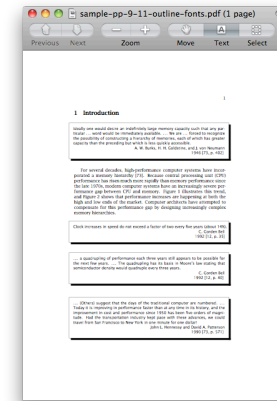 sample-pp-9-11-outline-fonts.pdf (1 page)
Previous Next Zoom Move Text Select
1
1 Introduction
Ideally one would desire an indefinitely large memory capacity such that any par-
ticular ... word would be immediately available. ... We are ... forced to recognize
the possibility of constructing a hierarchy of memories, each of which has greater
capacity than the preceding but which is less quickly accessible.
A. W. Burks, H. H. Goldstine, and J. von Neumann
1946
For several decades, high-performance computer systems have incor-
porated a memory hierarchy
Because central processing unit (CPU)
performance has risen much more rapidly than memory performance since
the late 1970s, modern computer systems have an increasingly severe per-
formance gap between CPU and memory. Figure 1 illustrates this trend,
and Figure 2 shows that performance increases are happening at both the
high and low ends of the market. Computer architects have attempted to
compensate for this performance gap by designing increasingly complex
memory hierarchies.
Clock increases in speed do not exceed a factor of two every five years (about 14%).
C. Gordon Bell
1992
... a quadrupling of performance each three years still appears to be possible for
the next few years. ... The quadrupling has its basis in Moore's law stating that
semiconductor density would quadruple every three years.
C. Gordon Bell
1992
... (Others) suggest that the days of the traditional computer are numbered. ...
Today it is improving in performance faster than at any time in its history, and the
improvement in cost and performance since 1950 has been five orders of magni-
tude. Had the transportation industry kept pace with these advances, we could
travel from San Francisco to New York in one minute for one dollar!
John L. Hennessy and David A. Patterson
1990